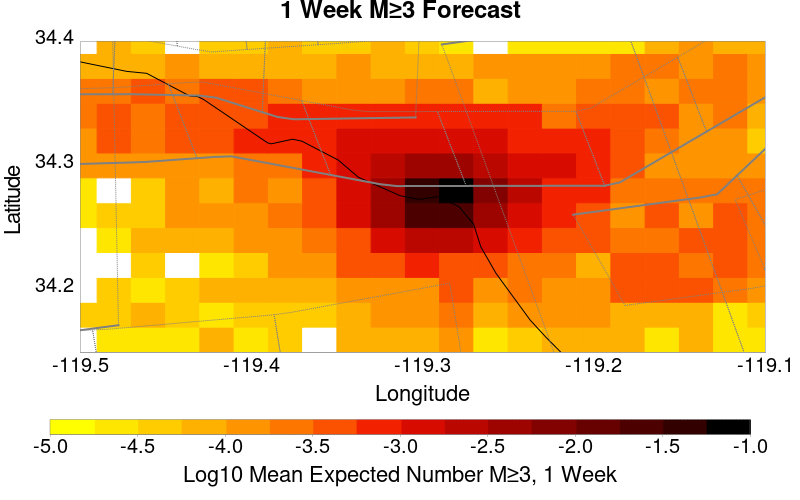 1 Week M≥3 Forecast
34.4
34.3
34.2
Latitude
-119.5 -119.4 -119.3 -119.2 -119.1
Longitude
-5.0 -4.5 -4.0 -3.5 -3.0 -2.5 -2.0 -1.5 -1.0
Log10 Mean Expected Number M≥3, 1 Week